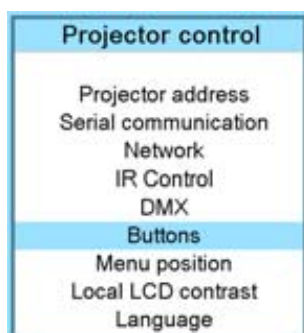 Projector control
Projector address
Serial communication
Network
IR Control
DMX
Buttons
Menu position
Local LCD contrast
Language